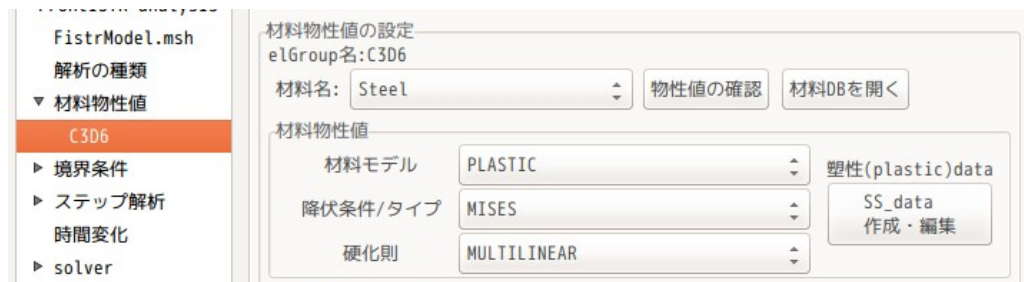 FistrModel.msh
解析の種類
▼ 材料物性値
C3D6
▶ 境界条件
▶ ステップ解析
時間変化
▶ solver
材料物性値の設定
elGroup名:C3D6
材料名: Steel 物性値の確認 材料DBを開く
材料物性値
材料モデル PLASTIC
降伏条件/タイプ MISES
硬化則 MULTILINEAR
塑性(plastic)data
SS_data
作成・編集